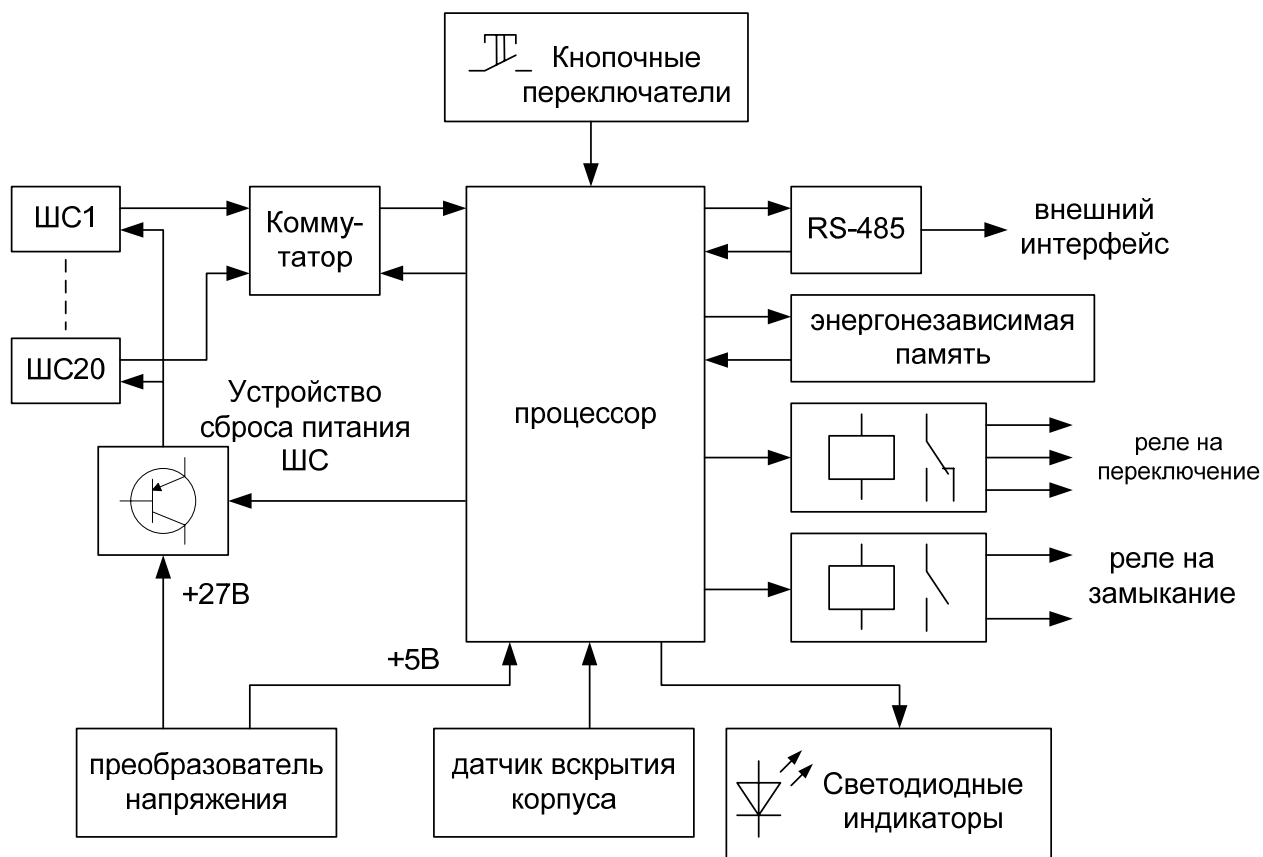 Кнопочные
переключатели
ШС1
Комму-
татор
RS-485
внешний
интерфейс
энергонезависимая
память
ШС20
Устройство
сброса питания
ШС
процессор
реле на
переключение
+27В
реле на
замыкание
+5В
преобразователь
напряжения
датчик вскрытия
корпуса
Светодиодные
индикаторы